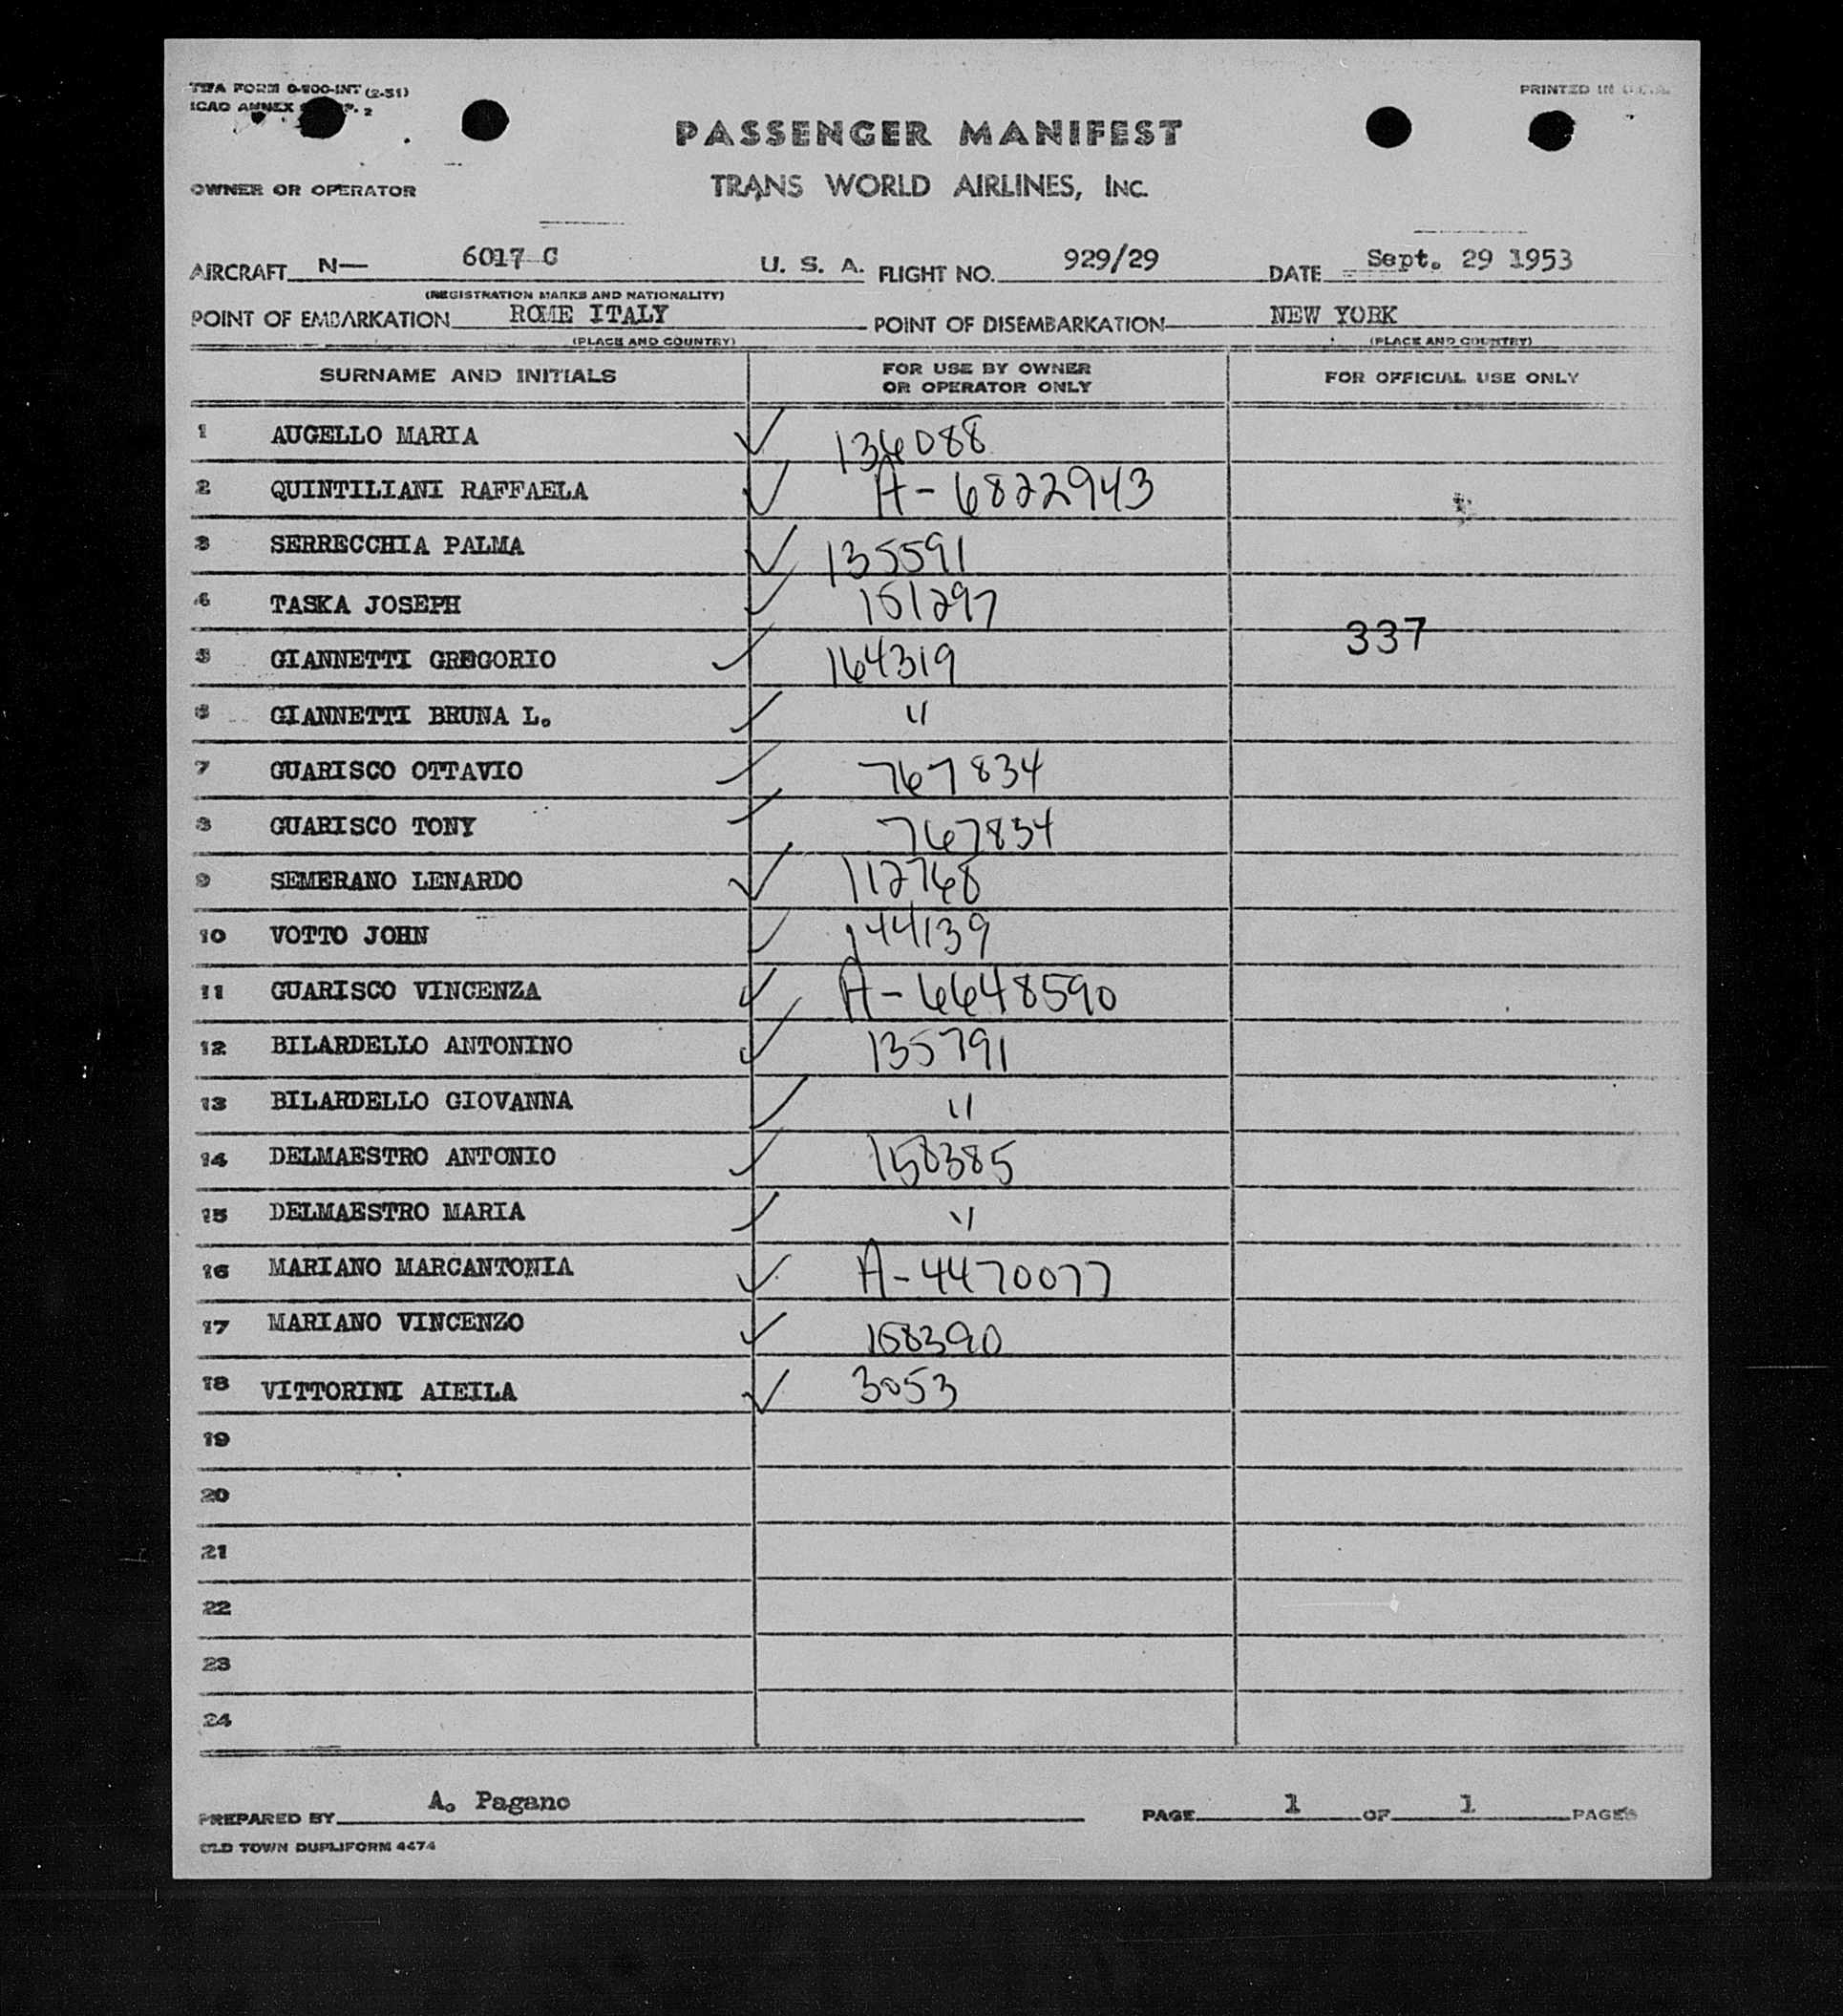 TWA FORM 0-800-INT (2-51)
PRINTED IN U.S.A.
ICAO ANNEX 2
PASSENGER MANIFEST
OWNER OR OPERATOR
TRANS WORLD AIRLINES, INC.
AIRCRAFT N— 6017 C U. S. A. FLIGHT NO. 929/29 DATE Sept. 29 1953
(REGISTRATION MARKS AND NATIONALITY)
POINT OF EMBARKATION ROME ITALY POINT OF DISEMBARKATION NEW YORK
(PLACE AND COUNTRY) (PLACE AND COUNTRY)
SURNAME AND INITIALS FOR USE BY OWNER OR OPERATOR ONLY FOR OFFICIAL USE ONLY
1 AUGELLO MARIA ✓ 136088
2 QUINTILIANI RAFFAELA ✓ A-6822943
3 SERRECCHIA PALMA ✓ 135591
4 TASKA JOSEPH ✓ 151297
337
5 GIANNETTI GREGORIO ✓ 164319
6 GIANNETTI BRUNA L. ✓ "
7 GUARISCO OTTAVIO ✓ 767834
8 GUARISCO TONY ✓ 767834
9 SEMERANO LENARDO ✓ 112768
10 VOTTO JOHN ✓ 144139
11 GUARISCO VINCENZA ✓ A-6648590
12 BILARDELLO ANTONINO ✓ 135791
13 BILARDELLO GIOVANNA ✓ "
14 DELMAESTRO ANTONIO ✓ 158385
15 DELMAESTRO MARIA ✓ "
16 MARIANO MARCANTONIA ✓ A-4470077
17 MARIANO VINCENZO ✓ 158390
18 VITTORINI AIEILA ✓ 3053
19
20
21
22
23
24
PREPARED BY A. Pagano PAGE 1 OF 1 PAGES
OLD TOWN DUPLIFORM 4474